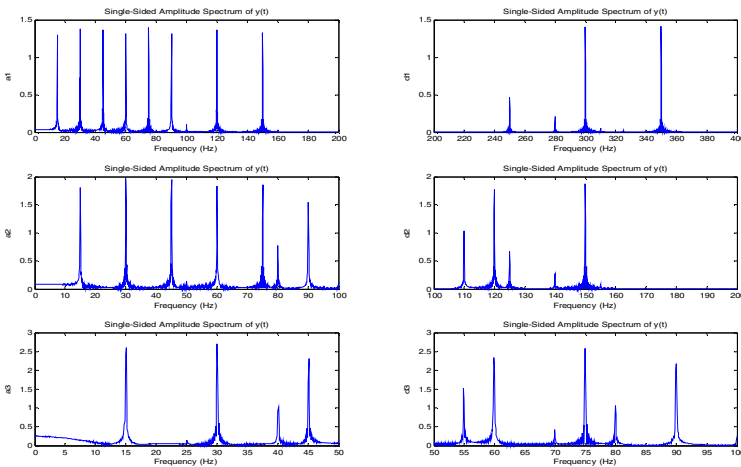 Single-Sided Amplitude Spectrum of y(t)
1.5
1
0.5
0
a1
0 20 40 60 80 100 120 140 160 180 200
Frequency (Hz)
Single-Sided Amplitude Spectrum of y(t)
1.5
1
0.5
0
d1
200 220 240 260 280 300 320 340 360 380 400
Frequency (Hz)
Single-Sided Amplitude Spectrum of y(t)
2
1.5
1
0.5
0
a2
0 10 20 30 40 50 60 70 80 90 100
Frequency (Hz)
Single-Sided Amplitude Spectrum of y(t)
2
1.5
1
0.5
0
d2
100 110 120 130 140 150 160 170 180 190 200
Frequency (Hz)
Single-Sided Amplitude Spectrum of y(t)
3
2.5
2
1.5
1
0.5
0
a3
0 5 10 15 20 25 30 35 40 45 50
Frequency (Hz)
Single-Sided Amplitude Spectrum of y(t)
3
2.5
2
1.5
1
0.5
0
d3
50 55 60 65 70 75 80 85 90 95 100
Frequency (Hz)